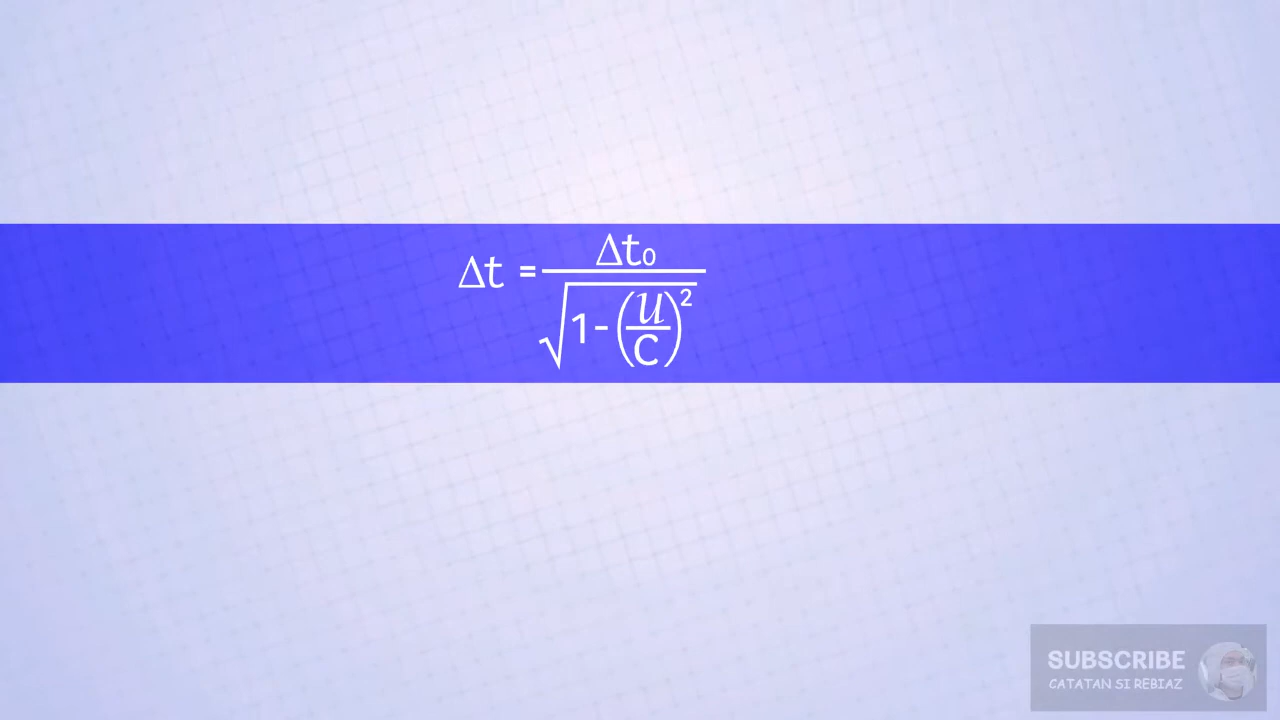 Δt = Δt₀ / √(1-(u/C)²)
SUBSCRIBE
CATATAN SI REBIAZ